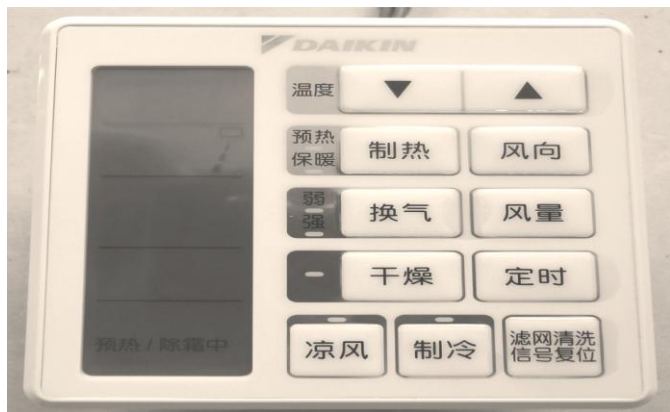 DAIKIN
温度 ▼ ▲
预热
保暖 制热 风向
弱
强 换气 风量
干燥 定时
预热/除霜中
凉风 制冷 滤网清洗
信号复位